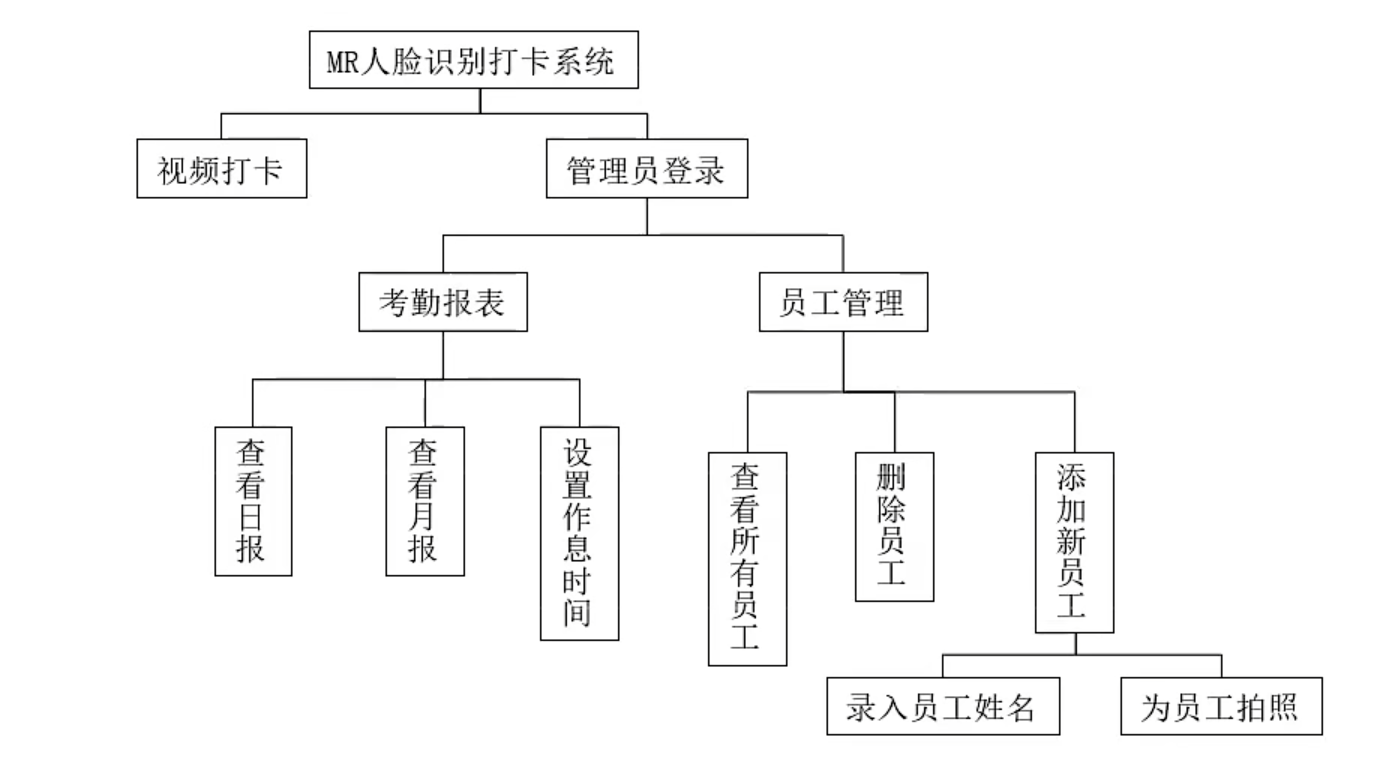 MR人脸识别打卡系统
视频打卡
管理员登录
考勤报表
员工管理
查看日报
查看月报
设置作息时间
查看所有员工
删除员工
添加新员工
录入员工姓名
为员工拍照